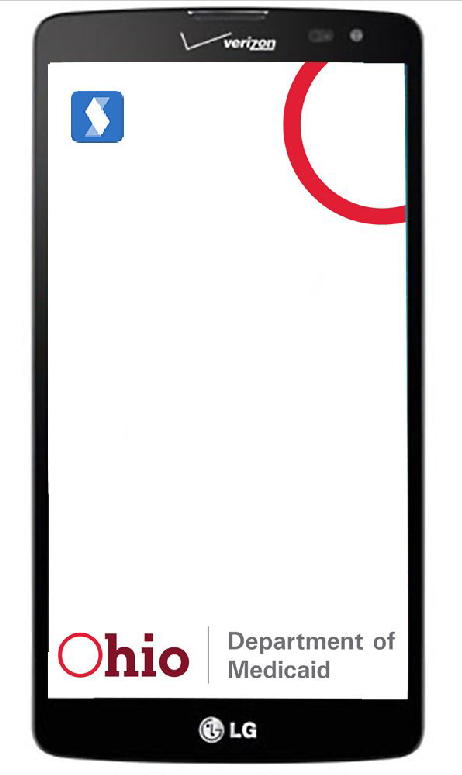 verizon
Ohio
Department of
Medicaid
LG